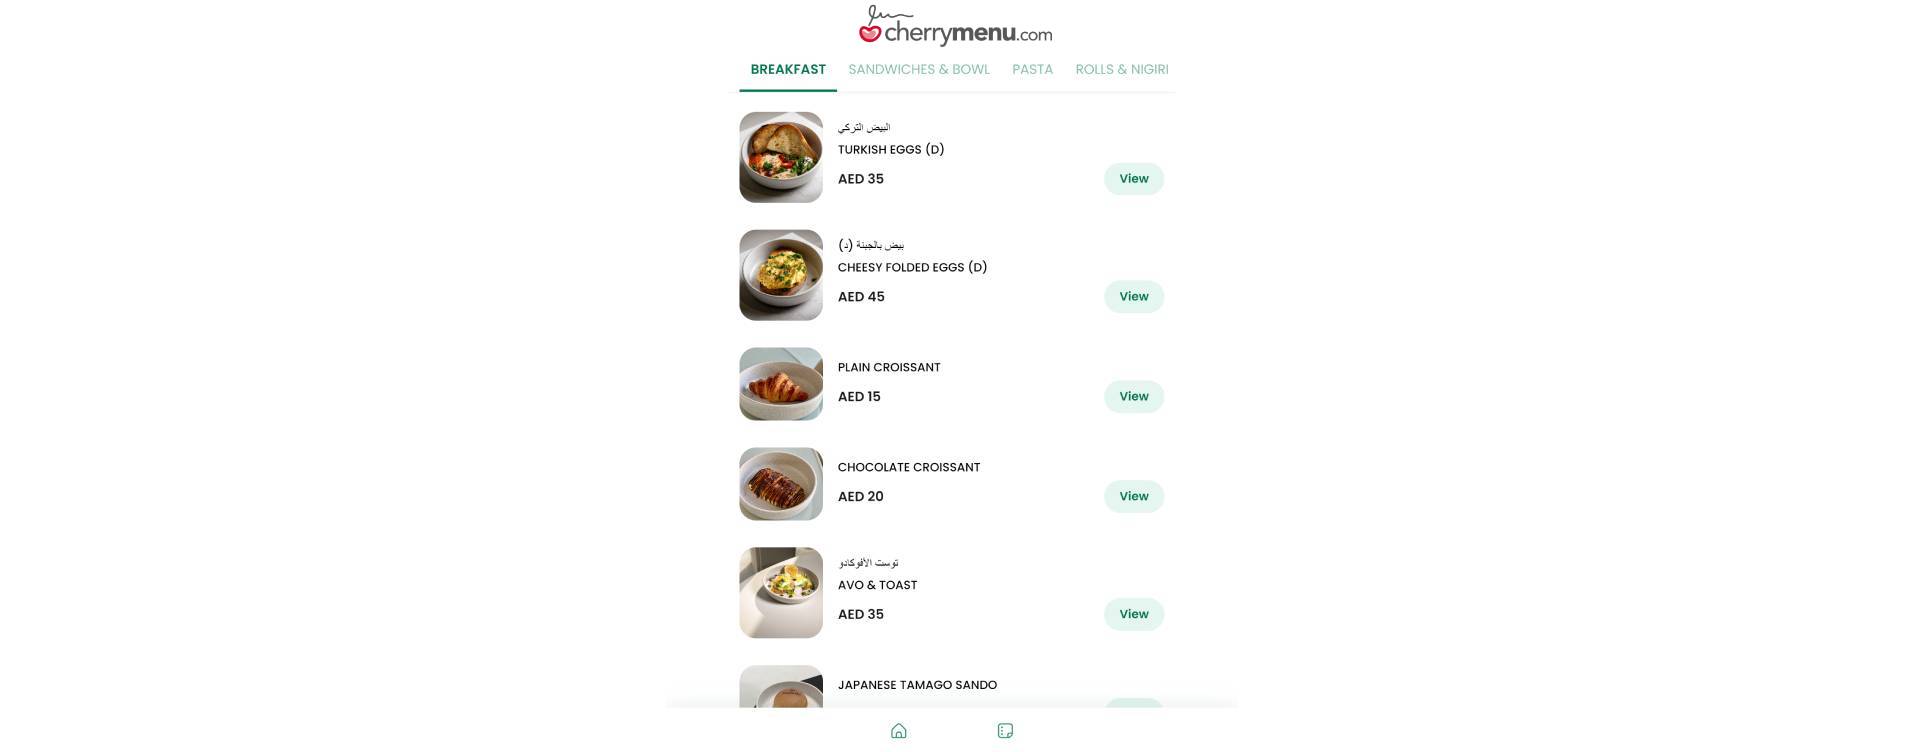 cherrymenu.com
BREAKFAST SANDWICHES & BOWL PASTA ROLLS & NIGIRI
البيض التركي
TURKISH EGGS (D)
AED 35
View
بيض بالجبنة (د)
CHEESY FOLDED EGGS (D)
AED 45
View
PLAIN CROISSANT
AED 15
View
CHOCOLATE CROISSANT
AED 20
View
توست الأفوكادو
AVO & TOAST
AED 35
View
JAPANESE TAMAGO SANDO